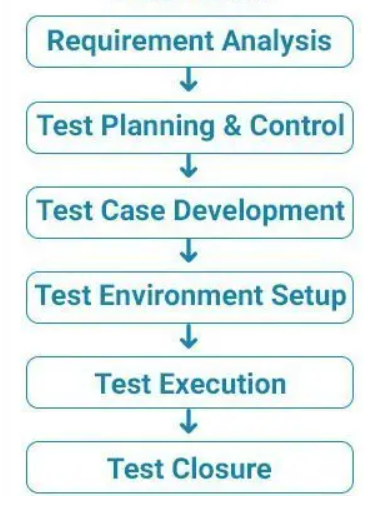 Requirement Analysis
Test Planning & Control
Test Case Development
Test Environment Setup
Test Execution
Test Closure